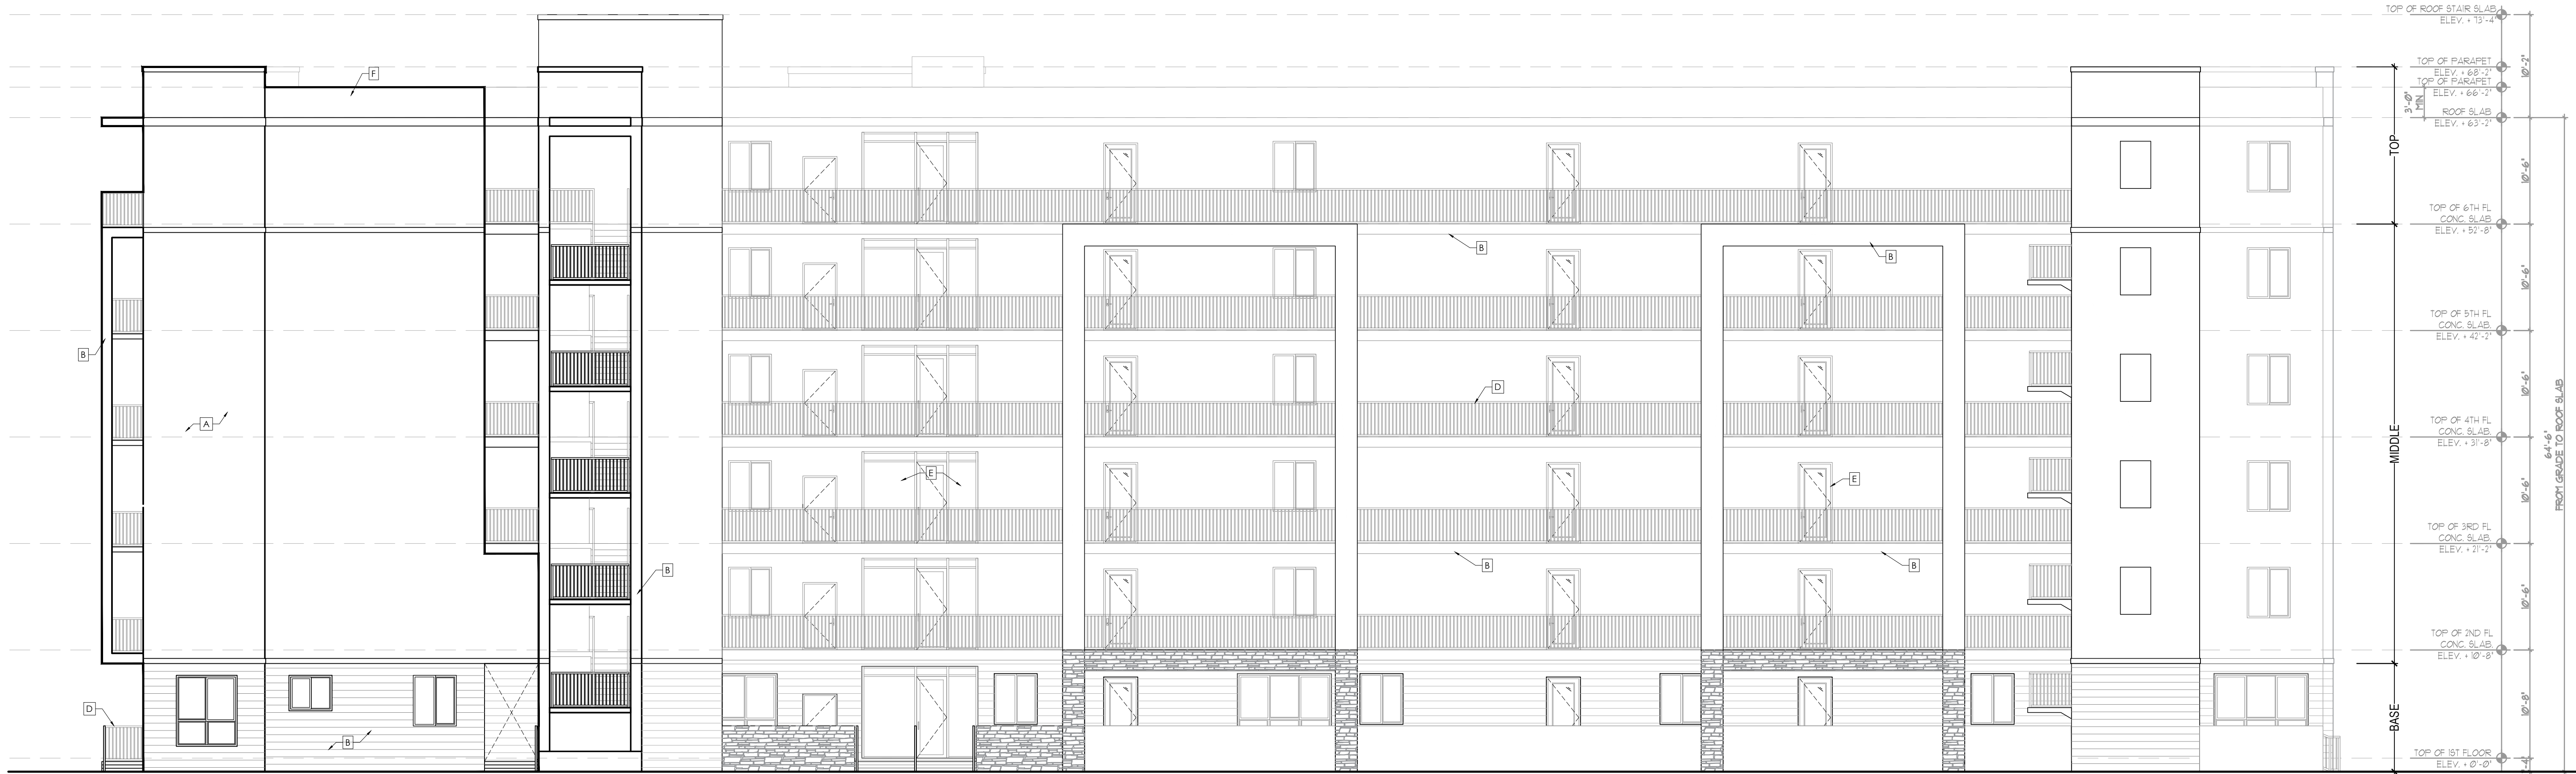 TOP OF ROOF STAIR SLAB
ELEV. + 73'-4"
10'-2"
TOP OF PARAPET
ELEV. + 68'-2"
TOP OF PARAPET
ELEV. + 66'-2"
3'-0"
MIN
ROOF SLAB
ELEV. + 63'-2"
F
TOP
10'-6"
TOP OF 6TH FL
CONC. SLAB
ELEV. + 52'-8"
B
B
10'-6"
TOP OF 5TH FL
CONC. SLAB.
ELEV. + 42'-2"
B
D
10'-6"
A
TOP OF 4TH FL
CONC. SLAB.
ELEV. + 31'-8"
MIDDLE
64'-6"
FROM GRADE TO ROOF SLAB
E
E
10'-6"
TOP OF 3RD FL
CONC. SLAB.
ELEV. + 21'-2"
B
B
B
10'-6"
TOP OF 2ND FL
CONC. SLAB.
ELEV. + 10'-8"
D
B
BASE
10'-8"
TOP OF 1ST FLOOR
ELEV. + 0'-0"